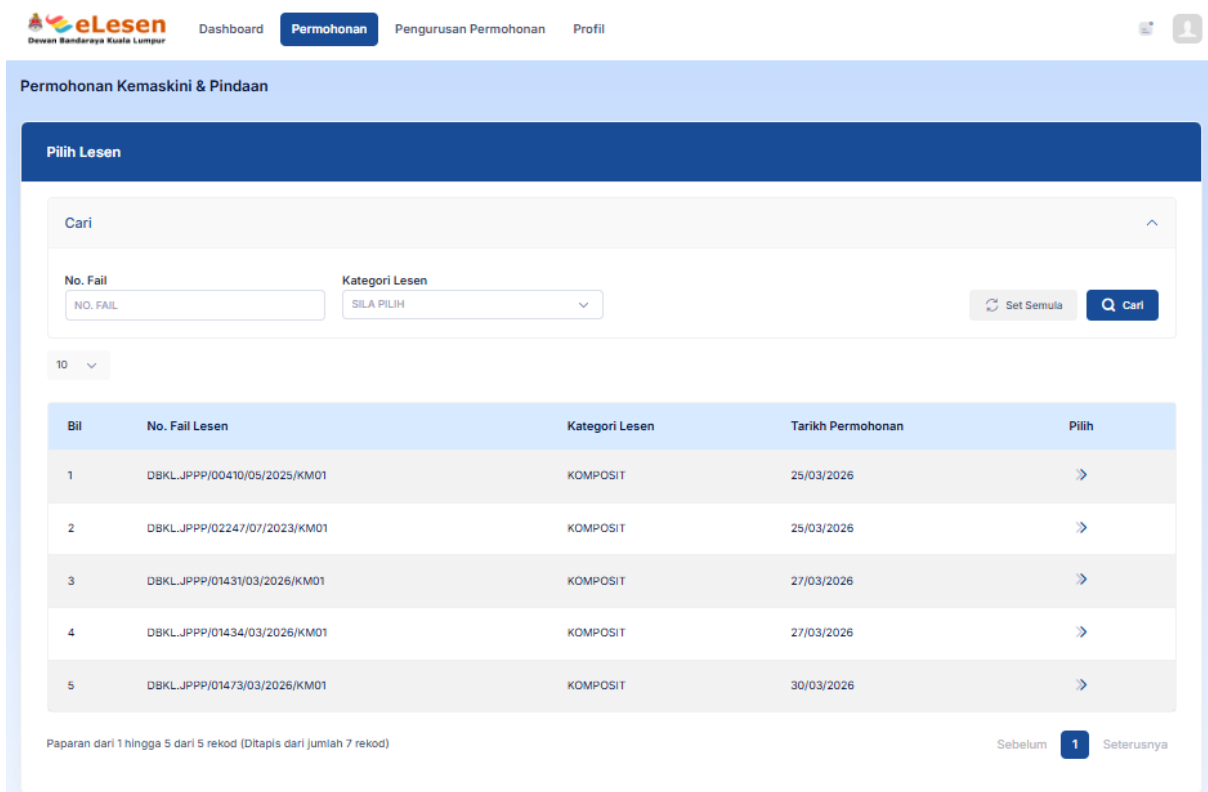 eLesen
Dewan Bandaraya Kuala Lumpur
Dashboard Permohonan Pengurusan Permohonan Profil
Permohonan Kemaskini & Pindaan
Pilih Lesen
Cari
No. Fail Kategori Lesen
NO. FAIL SILA PILIH Set Semula Cari
10
Bil No. Fail Lesen Kategori Lesen Tarikh Permohonan Pilih
1 DBKL.JPPP/00410/05/2025/KM01 KOMPOSIT 25/03/2026
2 DBKL.JPPP/02247/07/2023/KM01 KOMPOSIT 25/03/2026
3 DBKL.JPPP/01431/03/2026/KM01 KOMPOSIT 27/03/2026
4 DBKL.JPPP/01434/03/2026/KM01 KOMPOSIT 27/03/2026
5 DBKL.JPPP/01473/03/2026/KM01 KOMPOSIT 30/03/2026
Paparan dari 1 hingga 5 dari 5 rekod (Ditapis dari jumlah 7 rekod) Sebelum 1 Seterusnya